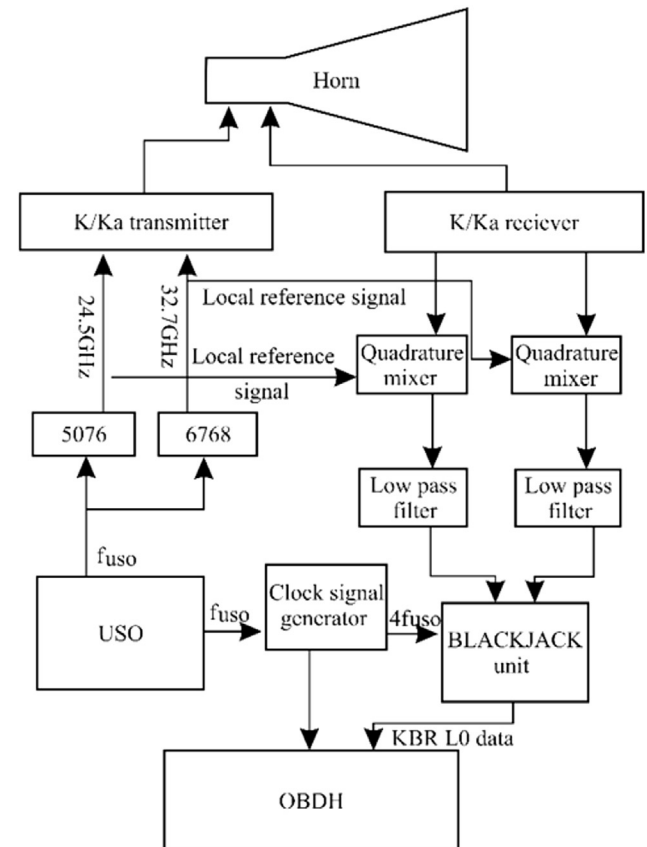 Horn
K/Ka transmitter
K/Ka reciever
24.5GHz
32.7GHz
Local reference signal
Local reference
signal
Quadrature
mixer
Quadrature
mixer
5076
6768
Low pass
filter
Low pass
filter
fuso
USO
fuso
Clock signal
generator
4fuso
BLACKJACK
unit
KBR L0 data
OBDH